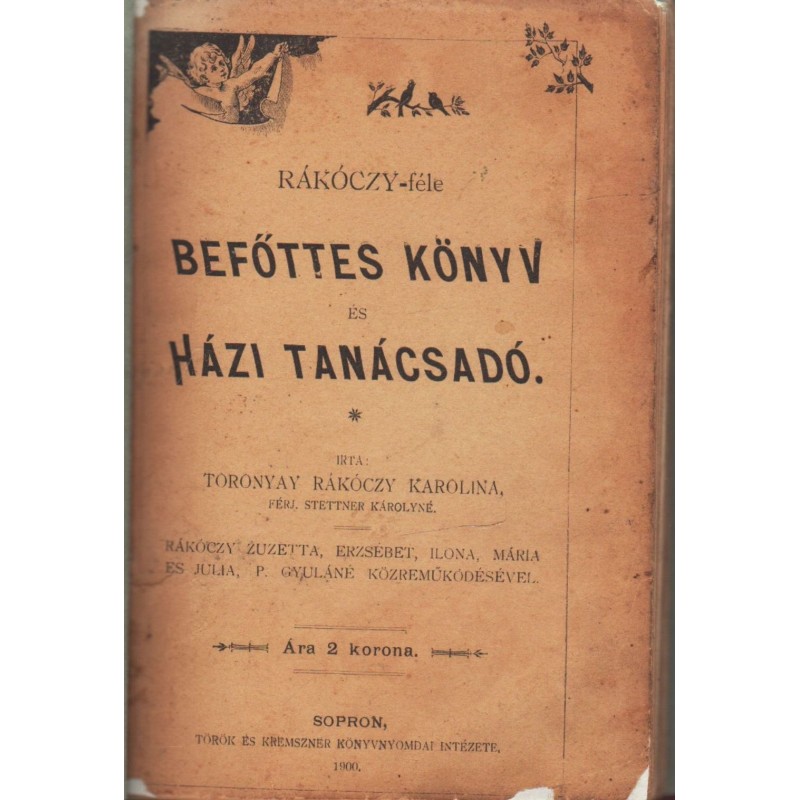 RÁKÓCZY-féle
BEFŐTTES KÖNYV
ÉS
HÁZI TANÁCSADÓ.
IRTA:
TORONYAY RÁKÓCZY KAROLINA,
FÉRJ. STETTNER KÁROLYNÉ.
RÁKÓCZY ZUZETTA, ERZSÉBET, ILONA, MÁRIA
ÉS JULIA, P. GYULÁNÉ KÖZREMŰKÖDÉSÉVEL.
Ára 2 korona.
SOPRON,
TÖRÖK ÉS KREMSZNER KÖNYVNYOMDAI INTÉZETE,
1900.